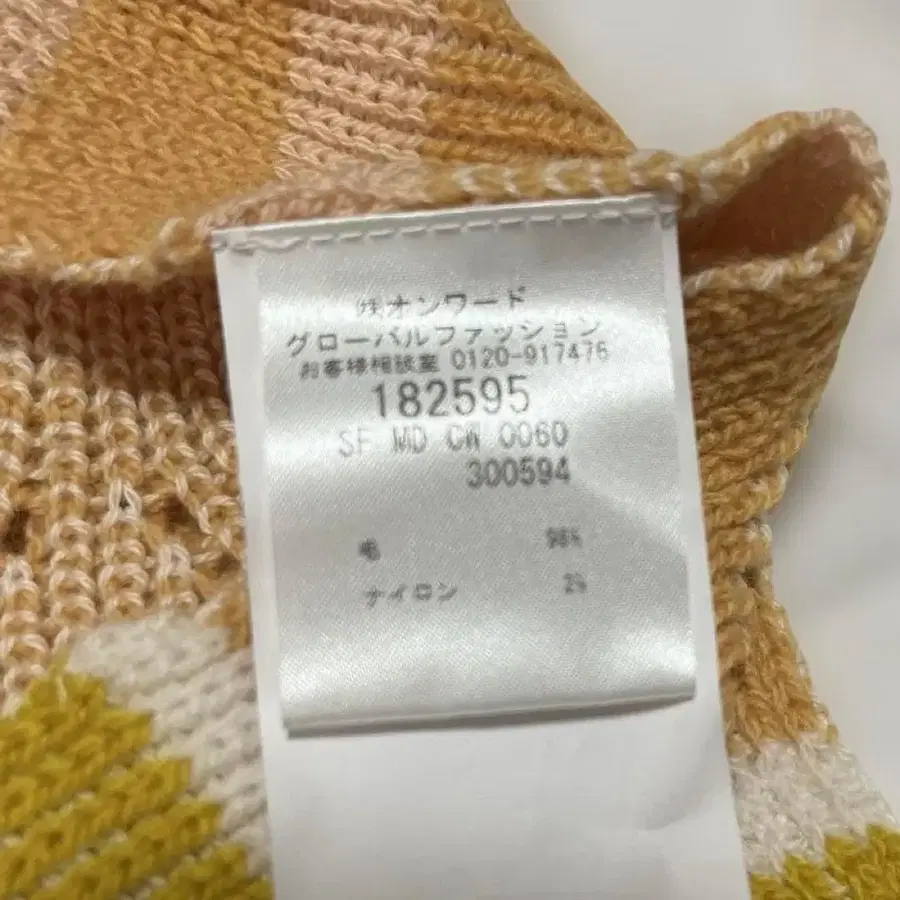 ㈱オンワード
グローバルファッション
お客様相談室 0120-917476
182595
SF MD CW 0060
300594
毛 98%
ナイロン 2%